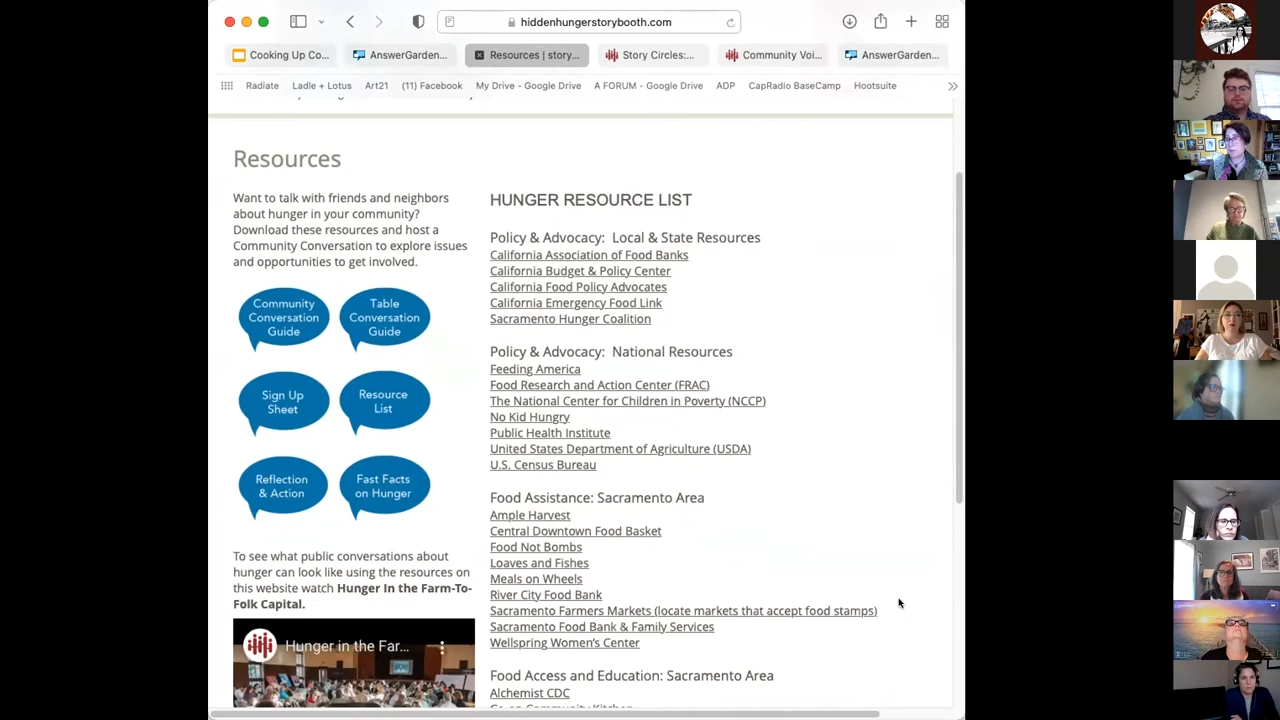 hiddenhungerstorybooth.com
Cooking Up Co...
AnswerGarden...
Resources | story...
Story Circles:...
Community Voi...
AnswerGarden...
Radiate
Ladle + Lotus
Art21
(11) Facebook
My Drive - Google Drive
A FORUM - Google Drive
ADP
CapRadio BaseCamp
Hootsuite
Resources
Want to talk with friends and neighbors
about hunger in your community?
Download these resources and host a
Community Conversation to explore issues
and opportunities to get involved.
Community
Conversation
Guide
Table
Conversation
Guide
Sign Up
Sheet
Resource
List
Reflection
& Action
Fast Facts
on Hunger
To see what public conversations about
hunger can look like using the resources on
this website watch Hunger In the Farm-To-
Folk Capital.
Hunger in the Far...
HUNGER RESOURCE LIST
Policy & Advocacy:  Local & State Resources
California Association of Food Banks
California Budget & Policy Center
California Food Policy Advocates
California Emergency Food Link
Sacramento Hunger Coalition
Policy & Advocacy:  National Resources
Feeding America
Food Research and Action Center (FRAC)
The National Center for Children in Poverty (NCCP)
No Kid Hungry
Public Health Institute
United States Department of Agriculture (USDA)
U.S. Census Bureau
Food Assistance: Sacramento Area
Ample Harvest
Central Downtown Food Basket
Food Not Bombs
Loaves and Fishes
Meals on Wheels
River City Food Bank
Sacramento Farmers Markets (locate markets that accept food stamps)
Sacramento Food Bank & Family Services
Wellspring Women's Center
Food Access and Education: Sacramento Area
Alchemist CDC